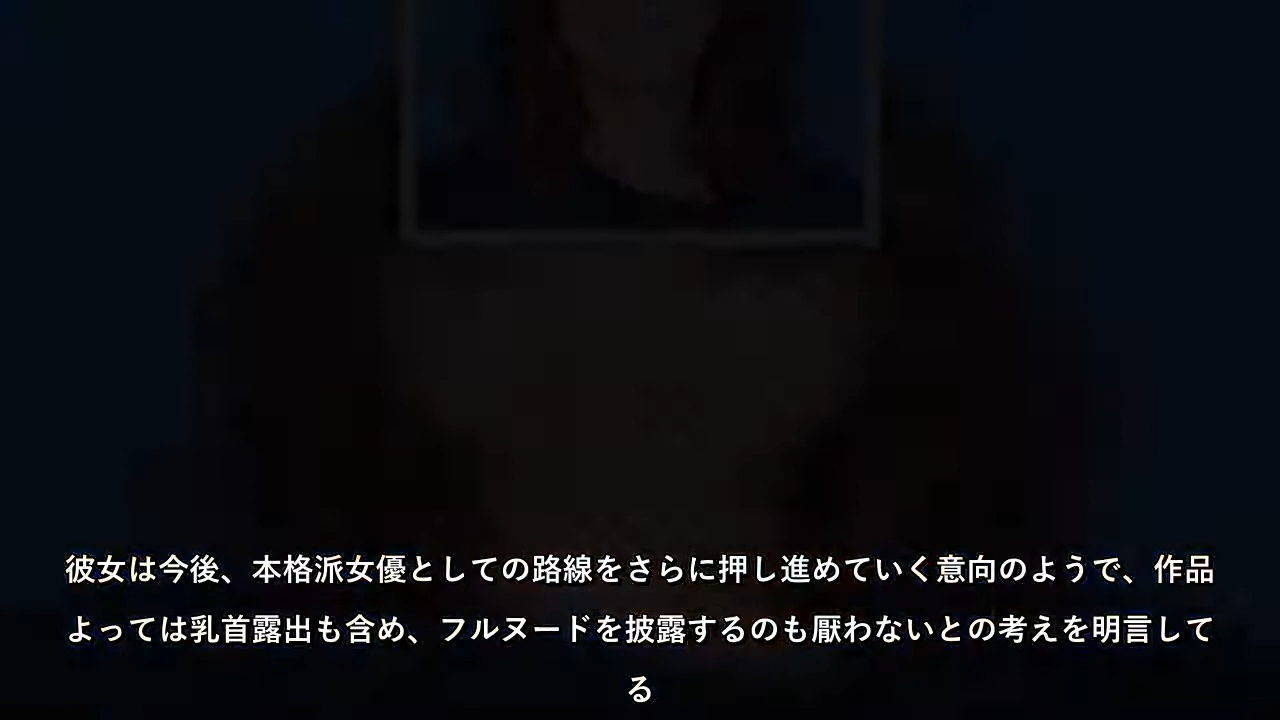 彼女は今後、本格派女優としての路線をさらに押し進めていく意向のようで、作品
よっては乳首露出も含め、フルヌードを披露するのも厭わないとの考えを明言して
る